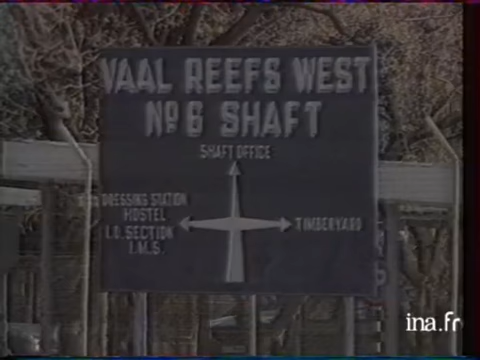 VAAL REEFS WEST
Nº 6 SHAFT
SHAFT OFFICE
DRESSING STATION
HOSTEL
I.D. SECTION
I.M.S.
TIMBERYARD
ina.fr